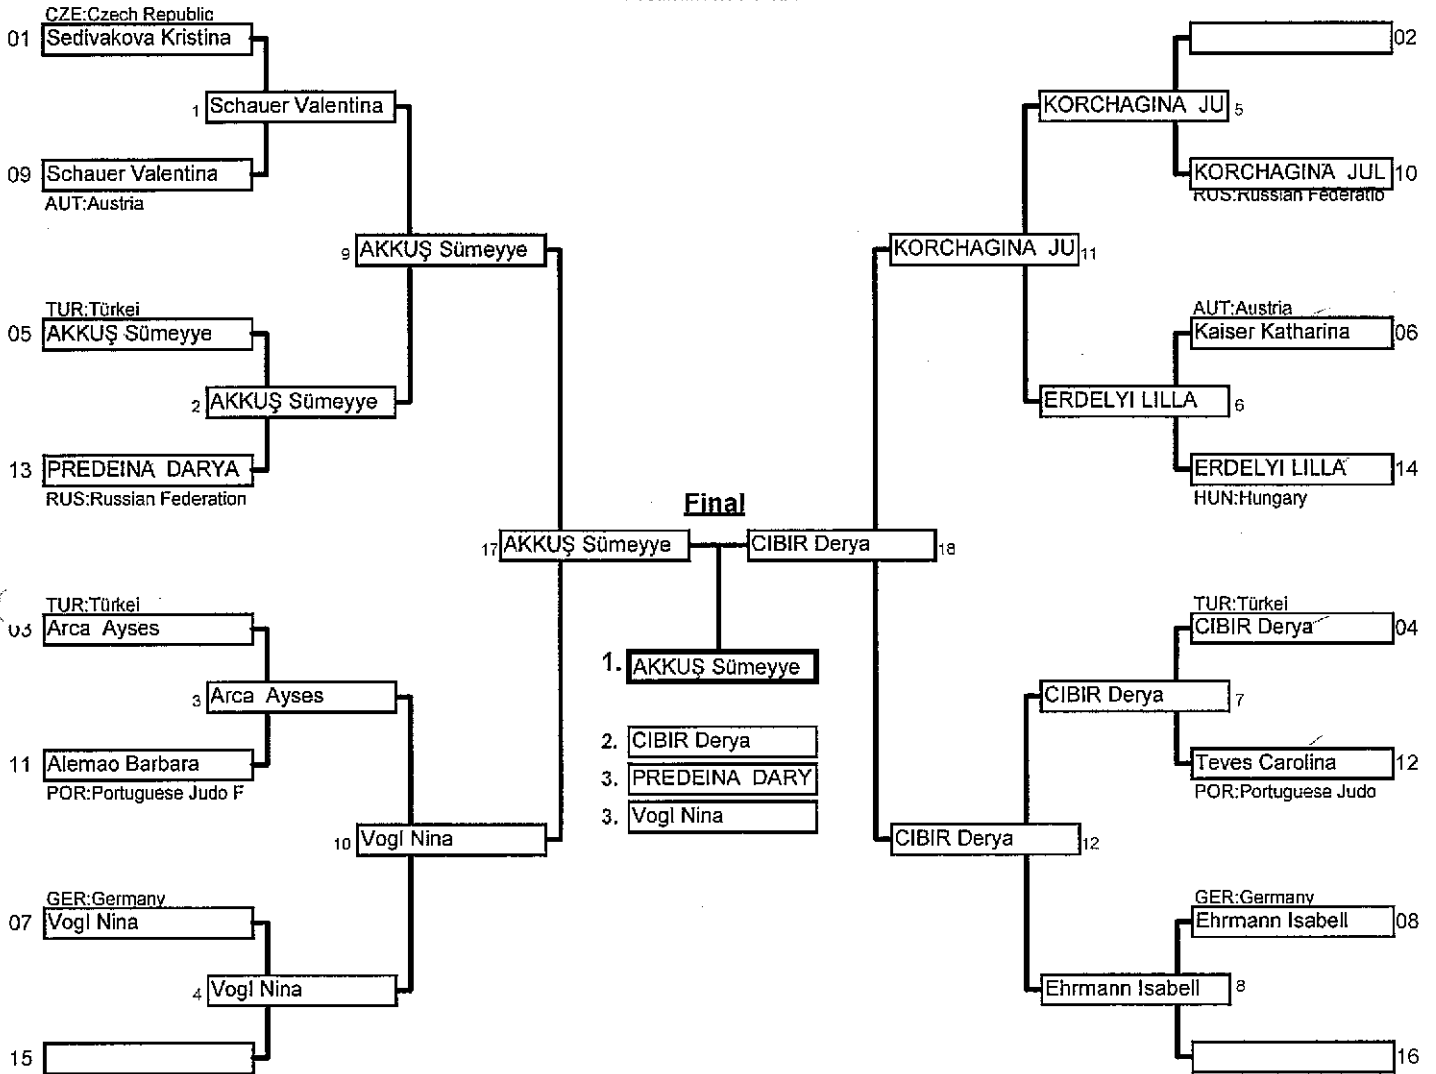 CZE:Czech Republic
01 Sedivakova Kristina
1 Schauer Valentina
09 Schauer Valentina
AUT:Austria
9 AKKUŞ Sümeyye
TUR:Türkei
05 AKKUŞ Sümeyye
2 AKKUŞ Sümeyye
13 PREDEINA DARYA
RUS:Russian Federation
17 AKKUŞ Sümeyye
TUR:Türkei
03 Arca Ayses
3 Arca Ayses
11 Alemao Barbara
POR:Portuguese Judo F
10 Vogl Nina
GER:Germany
07 Vogl Nina
4 Vogl Nina
15
Final
1. AKKUŞ Sümeyye
2. CIBIR Derya
3. PREDEINA DARY
3. Vogl Nina
02
KORCHAGINA JU 5
KORCHAGINA JUL 10
RUS:Russian Federatio
KORCHAGINA JU 11
AUT:Austria
Kaiser Katharina 06
ERDELYI LILLA 6
ERDELYI LILLA 14
HUN:Hungary
CIBIR Derya 18
TUR:Türkei
CIBIR Derya 04
CIBIR Derya 7
Teves Carolina 12
POR:Portuguese Judo
CIBIR Derya 12
GER:Germany
Ehrmann Isabell 08
Ehrmann Isabell 8
16